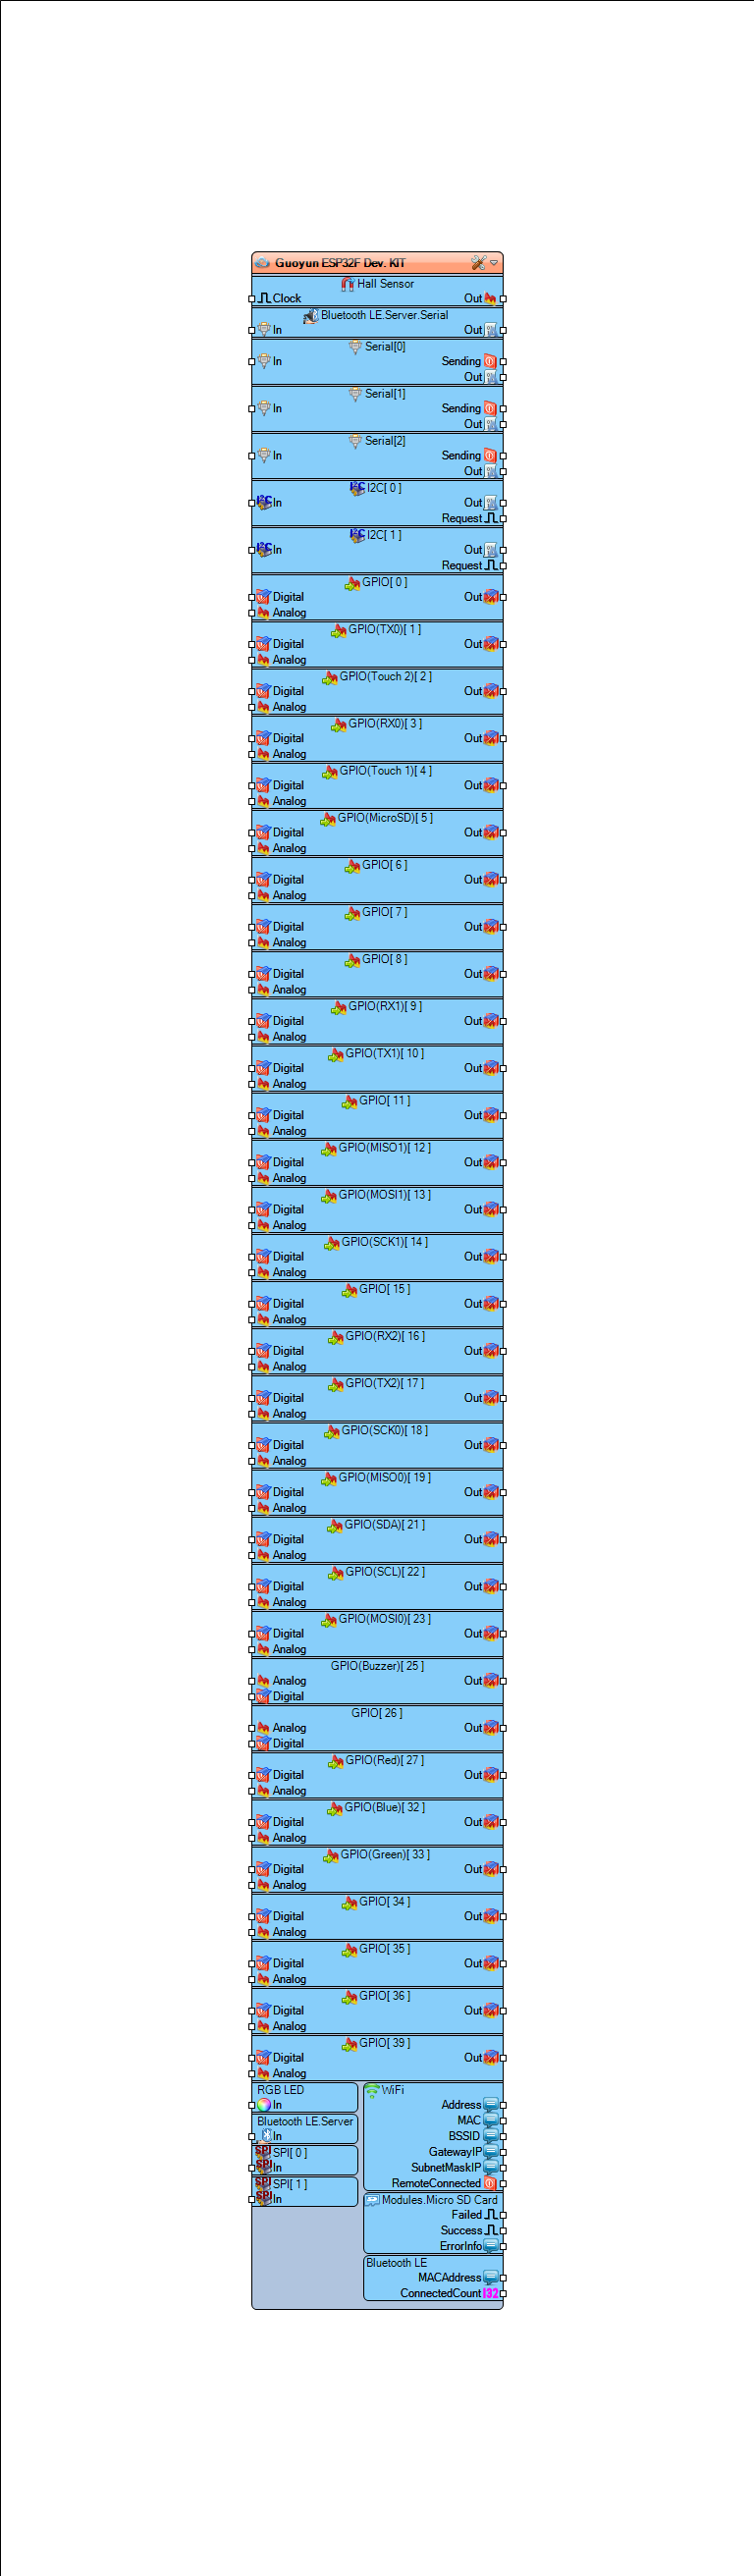 Guoyun ESP32F Dev. KIT
Hall Sensor
Clock Out
Bluetooth LE.Server.Serial
In Out
Serial[0]
In Sending
Out
Serial[1]
In Sending
Out
Serial[2]
In Sending
Out
I2C I2C[ 0 ]
I2C In Out
Request
I2C I2C[ 1 ]
I2C In Out
Request
GPIO[ 0 ]
Digital Out
Analog
GPIO(TX0)[ 1 ]
Digital Out
Analog
GPIO(Touch 2)[ 2 ]
Digital Out
Analog
GPIO(RX0)[ 3 ]
Digital Out
Analog
GPIO(Touch 1)[ 4 ]
Digital Out
Analog
GPIO(MicroSD)[ 5 ]
Digital Out
Analog
GPIO[ 6 ]
Digital Out
Analog
GPIO[ 7 ]
Digital Out
Analog
GPIO[ 8 ]
Digital Out
Analog
GPIO(RX1)[ 9 ]
Digital Out
Analog
GPIO(TX1)[ 10 ]
Digital Out
Analog
GPIO[ 11 ]
Digital Out
Analog
GPIO(MISO1)[ 12 ]
Digital Out
Analog
GPIO(MOSI1)[ 13 ]
Digital Out
Analog
GPIO(SCK1)[ 14 ]
Digital Out
Analog
GPIO[ 15 ]
Digital Out
Analog
GPIO(RX2)[ 16 ]
Digital Out
Analog
GPIO(TX2)[ 17 ]
Digital Out
Analog
GPIO(SCK0)[ 18 ]
Digital Out
Analog
GPIO(MISO0)[ 19 ]
Digital Out
Analog
GPIO(SDA)[ 21 ]
Digital Out
Analog
GPIO(SCL)[ 22 ]
Digital Out
Analog
GPIO(MOSI0)[ 23 ]
Digital Out
Analog
GPIO(Buzzer)[ 25 ]
Analog Out
Digital
GPIO[ 26 ]
Analog Out
Digital
GPIO(Red)[ 27 ]
Digital Out
Analog
GPIO(Blue)[ 32 ]
Digital Out
Analog
GPIO(Green)[ 33 ]
Digital Out
Analog
GPIO[ 34 ]
Digital Out
Analog
GPIO[ 35 ]
Digital Out
Analog
GPIO[ 36 ]
Digital Out
Analog
GPIO[ 39 ]
Digital Out
Analog
RGB LED
In
Bluetooth LE.Server
In
SPI SPI[ 0 ]
SPI In
SPI SPI[ 1 ]
SPI In
WiFi
Address
MAC
BSSID
GatewayIP
SubnetMaskIP
RemoteConnected
Modules.Micro SD Card
Failed
Success
ErrorInfo
Bluetooth LE
MACAddress
ConnectedCount I32